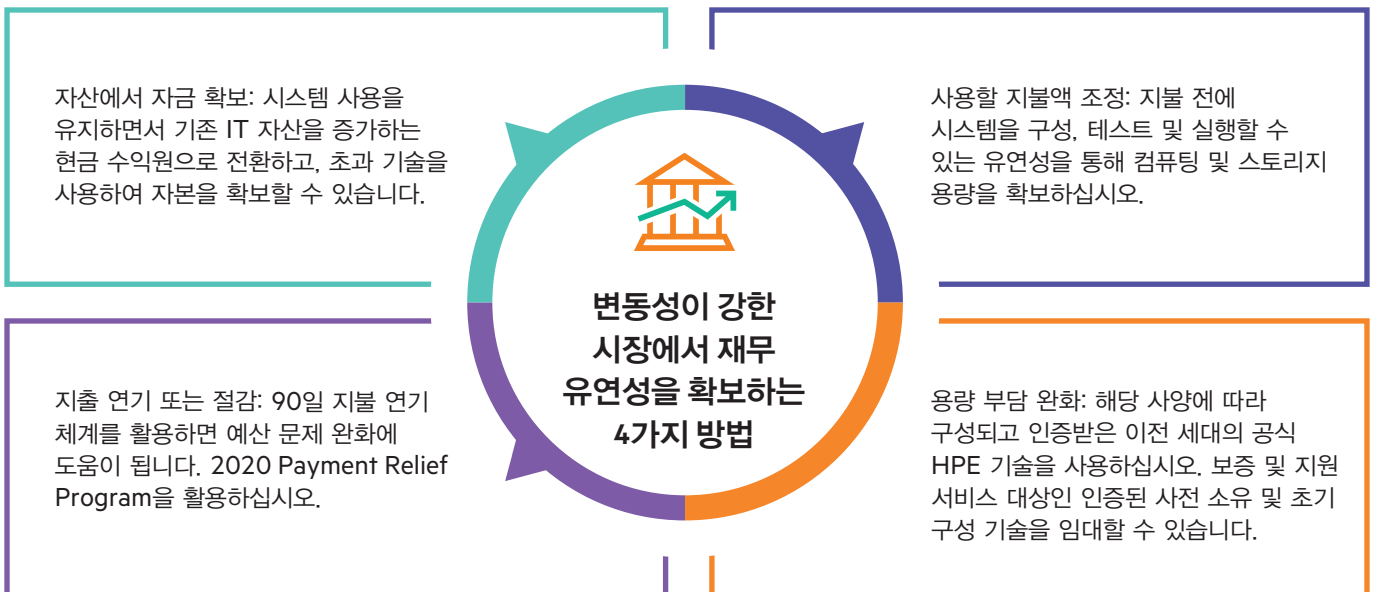 자산에서 자금 확보: 시스템 사용을
유지하면서 기존 IT 자산을 증가하는
현금 수익원으로 전환하고, 초과 기술을
사용하여 자본을 확보할 수 있습니다.
사용할 지불액 조정: 지불 전에
시스템을 구성, 테스트 및 실행할 수
있는 유연성을 통해 컴퓨팅 및 스토리지
용량을 확보하십시오.
변동성이 강한
시장에서 재무
유연성을 확보하는
4가지 방법
지출 연기 또는 절감: 90일 지불 연기
체계를 활용하면 예산 문제 완화에
도움이 됩니다. 2020 Payment Relief
Program을 활용하십시오.
용량 부담 완화: 해당 사양에 따라
구성되고 인증받은 이전 세대의 공식
HPE 기술을 사용하십시오. 보증 및 지원
서비스 대상인 인증된 사전 소유 및 초기
구성 기술을 임대할 수 있습니다.